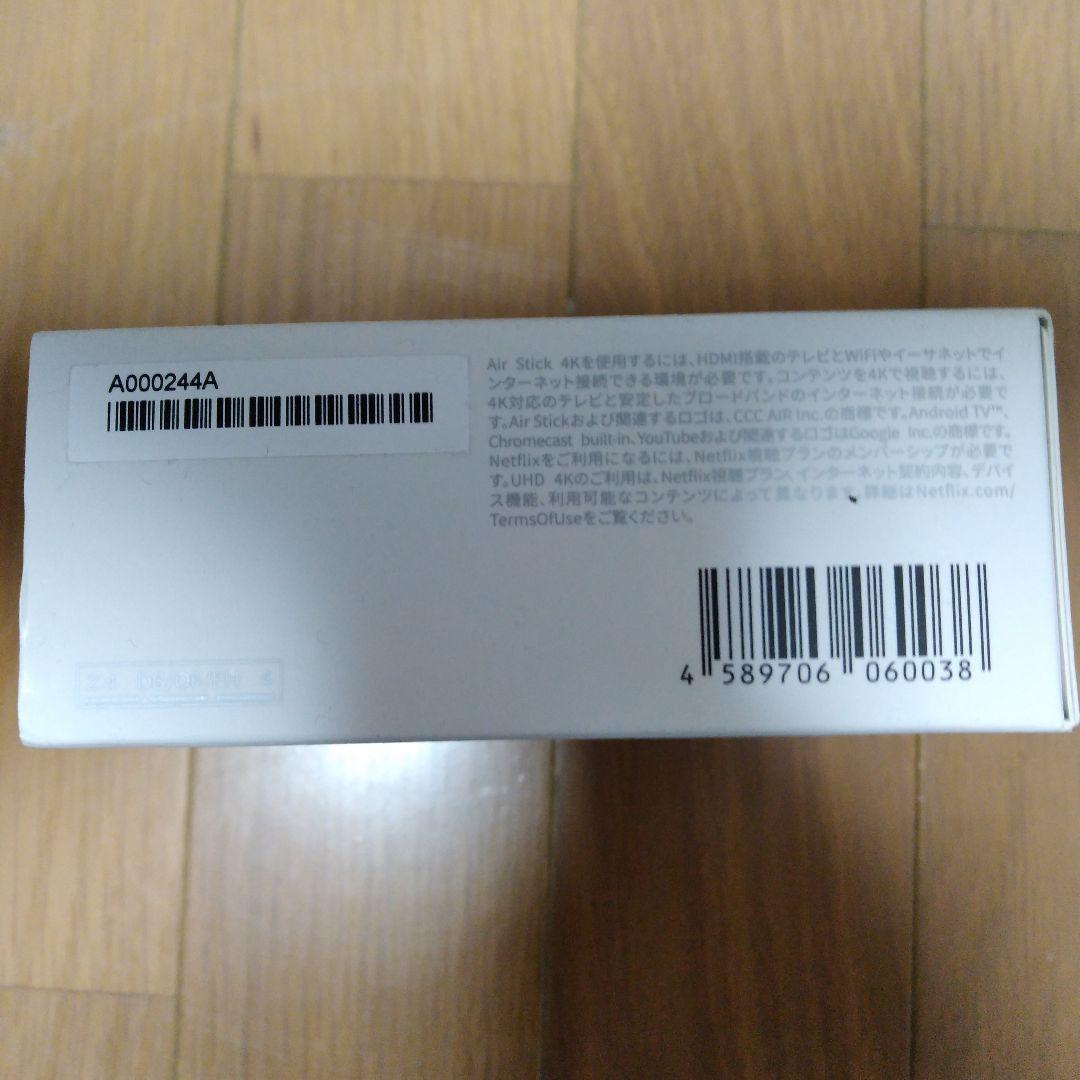 A000244A
Air Stick 4Kを使用するには、HDMI搭載のテレビとWiFiやイーサネットでイ
ンターネット接続できる環境が必要です。コンテンツを4Kで視聴するには、
4K対応のテレビと安定したブロードバンドのインターネット接続が必要で
す。Air Stickおよび関連するロゴは、CCC AiR Inc.の商標です。Android TV™、
Chromecast built-in、YouTubeおよび関連するロゴはGoogle Inc.の商標です。
Netflixをご利用になるには、Netflix視聴プランのメンバーシップが必要で
す。UHD 4Kのご利用は、Netflix視聴プラン、インターネット契約内容、デバイ
ス機能、利用可能なコンテンツによって異なります。詳細はNetflix.com/
TermsOfUseをご覧ください。
4 589706 060038